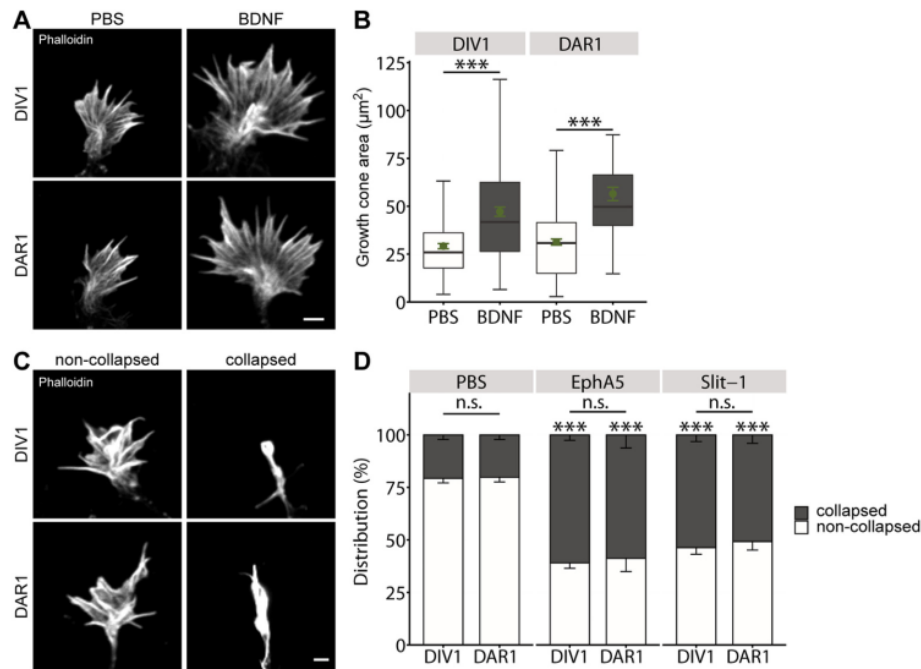 A
PBS
BDNF
Phalloidin
DIV1
DAR1
B
DIV1
DAR1
***
***
Growth cone area (µm²)
125
100
75
50
25
0
PBS
BDNF
PBS
BDNF
C
non-collapsed
collapsed
Phalloidin
DIV1
DAR1
D
PBS
EphA5
Slit−1
n.s.
n.s.
n.s.
***
***
***
***
Distribution (%)
100
75
50
25
0
DIV1
DAR1
DIV1
DAR1
DIV1
DAR1
collapsed
non-collapsed